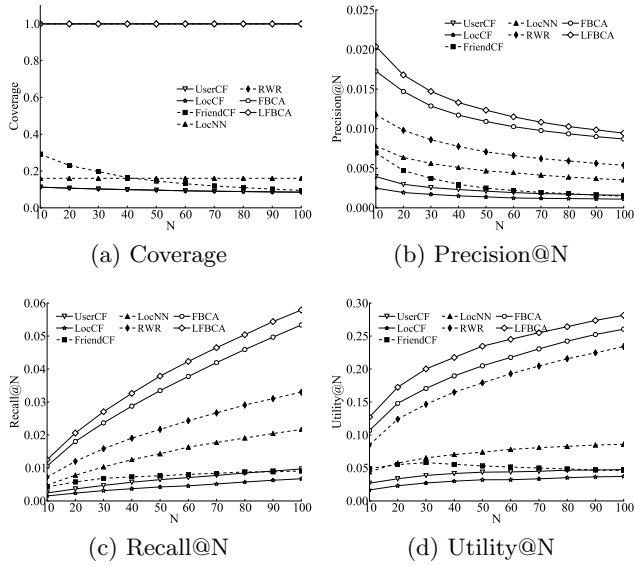 1.0
0.8
0.6
0.4
0.2
0.0
Coverage
UserCF
LocCF
FriendCF
LocNN
RWR
FBCA
LFBCA
10 20 30 40 50 60 70 80 90 100
N
(a) Coverage
0.025
0.020
0.015
0.010
0.005
0.000
Precision@N
UserCF
LocCF
FriendCF
LocNN
RWR
FBCA
LFBCA
10 20 30 40 50 60 70 80 90 100
N
(b) Precision@N
0.06
0.05
0.04
0.03
0.02
0.01
0.00
Recall@N
UserCF
LocCF
FriendCF
LocNN
RWR
FBCA
LFBCA
10 20 30 40 50 60 70 80 90 100
N
(c) Recall@N
0.30
0.25
0.20
0.15
0.10
0.05
0.00
Utility@N
UserCF
LocCF
FriendCF
LocNN
RWR
FBCA
LFBCA
10 20 30 40 50 60 70 80 90 100
N
(d) Utility@N